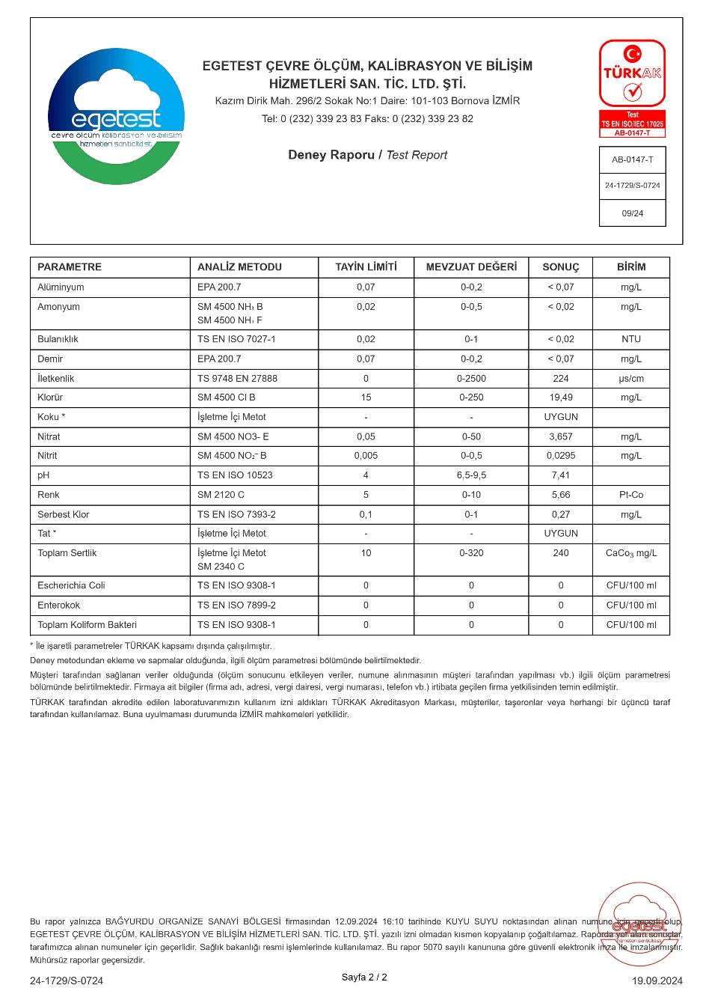 EGETEST ÇEVRE ÖLÇÜM, KALİBRASYON VE BİLİŞİM
HİZMETLERİ SAN. TİC. LTD. ŞTİ.
Kazım Dirik Mah. 296/2 Sokak No:1 Daire: 101-103 Bornova İZMİR
Tel: 0 (232) 339 23 83 Faks: 0 (232) 339 23 82
Deney Raporu / Test Report
egetest
çevre ölçüm kalibrasyon ve bilisim
hizmetleri san tic ltd st
TÜRKAK
Test
TS EN ISO/IEC 17025
AB-0147-T
AB-0147-T
24-1729/S-0724
09/24
PARAMETRE ANALİZ METODU TAYİN LİMİTİ MEVZUAT DEĞERİ SONUÇ BİRİM
Alüminyum EPA 200.7 0,07 0-0,2 < 0,07 mg/L
Amonyum SM 4500 NH₃ B 0,02 0-0,5 < 0,02 mg/L
SM 4500 NH₃ F
Bulanıklık TS EN ISO 7027-1 0,02 0-1 < 0,02 NTU
Demir EPA 200.7 0,07 0-0,2 < 0,07 mg/L
İletkenlik TS 9748 EN 27888 0 0-2500 224 µs/cm
Klorür SM 4500 Cl B 15 0-250 19,49 mg/L
Koku * İşletme İçi Metot - - UYGUN
Nitrat SM 4500 NO3- E 0,05 0-50 3,657 mg/L
Nitrit SM 4500 NO₂⁻ B 0,005 0-0,5 0,0295 mg/L
pH TS EN ISO 10523 4 6,5-9,5 7,41
Renk SM 2120 C 5 0-10 5,66 Pt-Co
Serbest Klor TS EN ISO 7393-2 0,1 0-1 0,27 mg/L
Tat * İşletme İçi Metot - - UYGUN
Toplam Sertlik İşletme İçi Metot 10 0-320 240 CaCo₃ mg/L
SM 2340 C
Escherichia Coli TS EN ISO 9308-1 0 0 0 CFU/100 ml
Enterokok TS EN ISO 7899-2 0 0 0 CFU/100 ml
Toplam Koliform Bakteri TS EN ISO 9308-1 0 0 0 CFU/100 ml
* İle işaretli parametreler TÜRKAK kapsamı dışında çalışılmıştır.
Deney metodundan ekleme ve sapmalar olduğunda, ilgili ölçüm parametresi bölümünde belirtilmektedir.
Müşteri tarafından sağlanan veriler olduğunda (ölçüm sonucunu etkileyen veriler, numune alınmasının müşteri tarafından yapılması vb.) ilgili ölçüm parametresi
bölümünde belirtilmektedir. Firmaya ait bilgiler (firma adı, adresi, vergi dairesi, vergi numarası, telefon vb.) irtibata geçilen firma yetkilisinden temin edilmiştir.
TÜRKAK tarafından akredite edilen laboratuvarımızın kullanım izni aldıkları TÜRKAK Akreditasyon Markası, müşteriler, taşeronlar veya herhangi bir üçüncü taraf
tarafından kullanılamaz. Buna uyulmaması durumunda İZMİR mahkemeleri yetkilidir.
Bu rapor yalnızca BAĞYURDU ORGANİZE SANAYİ BÖLGESİ firmasından 12.09.2024 16:10 tarihinde KUYU SUYU noktasından alınan numune için geçerli olup,
EGETEST ÇEVRE ÖLÇÜM, KALİBRASYON VE BİLİŞİM HİZMETLERİ SAN. TİC. LTD. ŞTİ. yazılı izni olmadan kısmen kopyalanıp çoğaltılamaz. Raporda yer alan sonuçlar,
tarafımızca alınan numuneler için geçerlidir. Sağlık bakanlığı resmi işlemlerinde kullanılamaz. Bu rapor 5070 sayılı kanununa göre güvenli elektronik imza ile imzalanmıştır.
Mühürsüz raporlar geçersizdir.
egetest
24-1729/S-0724 Sayfa 2 / 2 19.09.2024